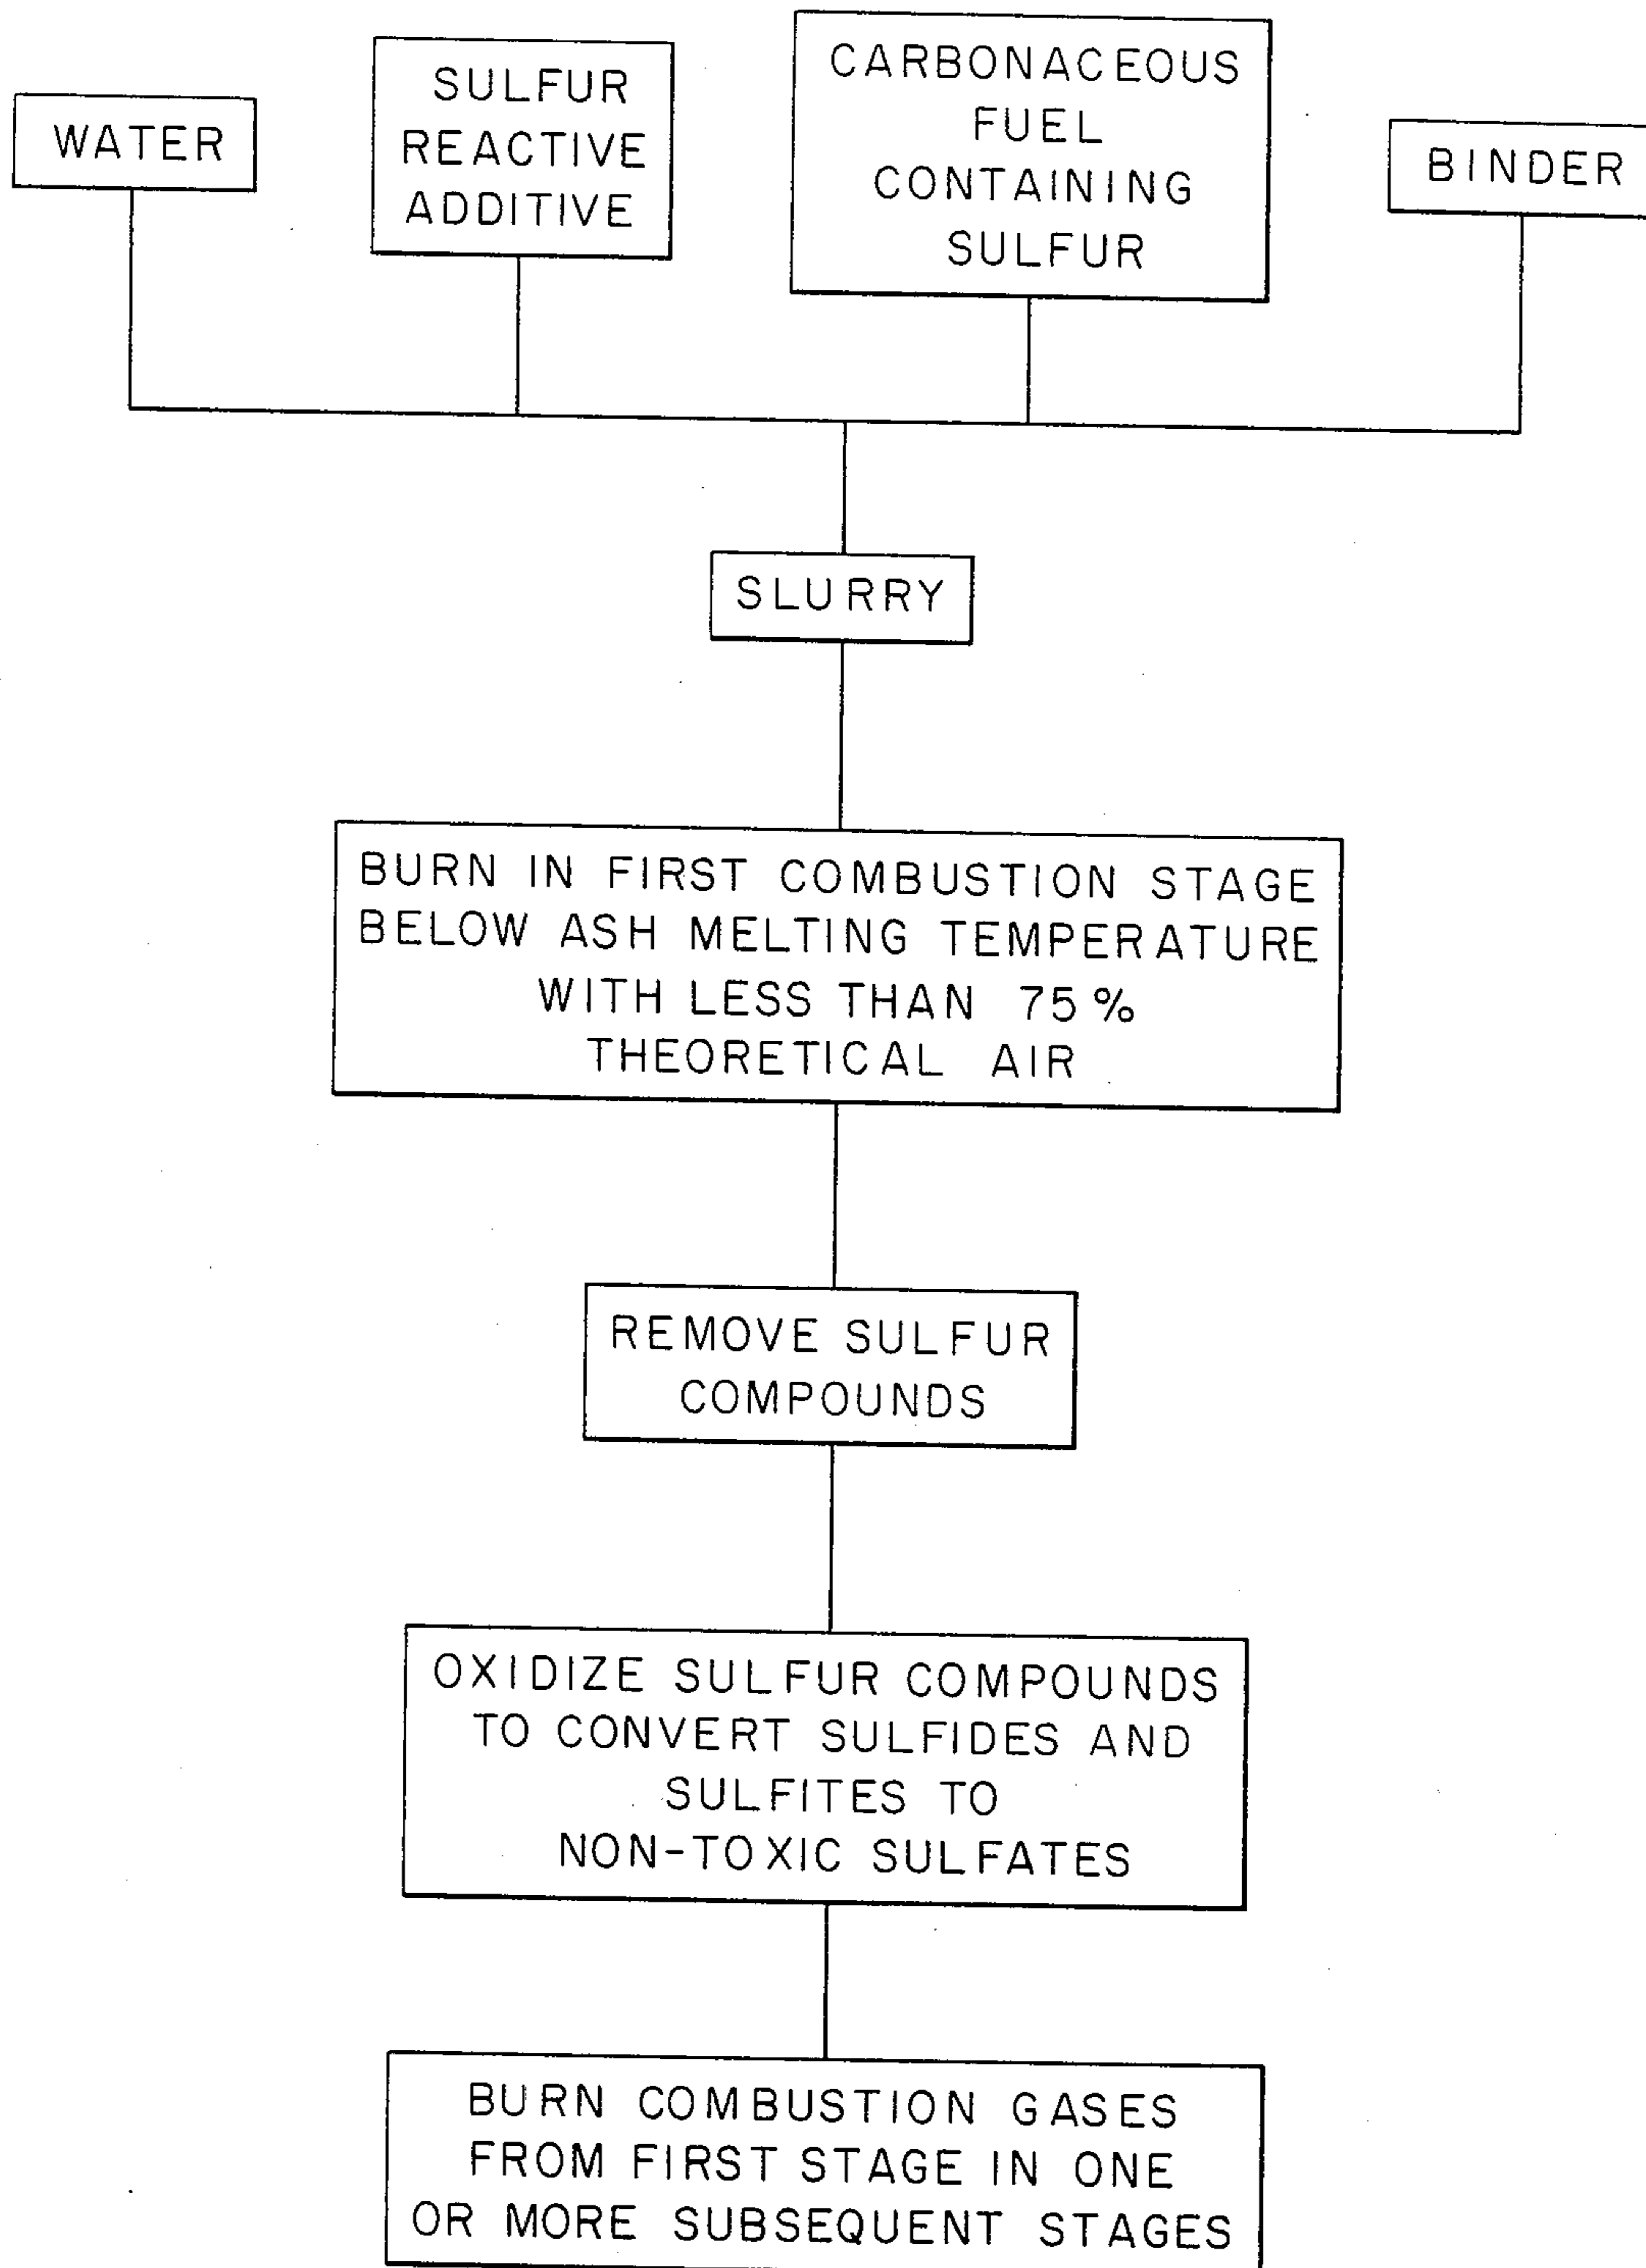 WATER
SULFUR
REACTIVE
ADDITIVE
CARBONACEOUS
FUEL
CONTAINING
SULFUR
BINDER
SLURRY
BURN IN FIRST COMBUSTION STAGE
BELOW ASH MELTING TEMPERATURE
WITH LESS THAN 75%
THEORETICAL AIR
REMOVE SULFUR
COMPOUNDS
OXIDIZE SULFUR COMPOUNDS
TO CONVERT SULFIDES AND
SULFITES TO
NON-TOXIC SULFATES
BURN COMBUSTION GASES
FROM FIRST STAGE IN ONE
OR MORE SUBSEQUENT STAGES